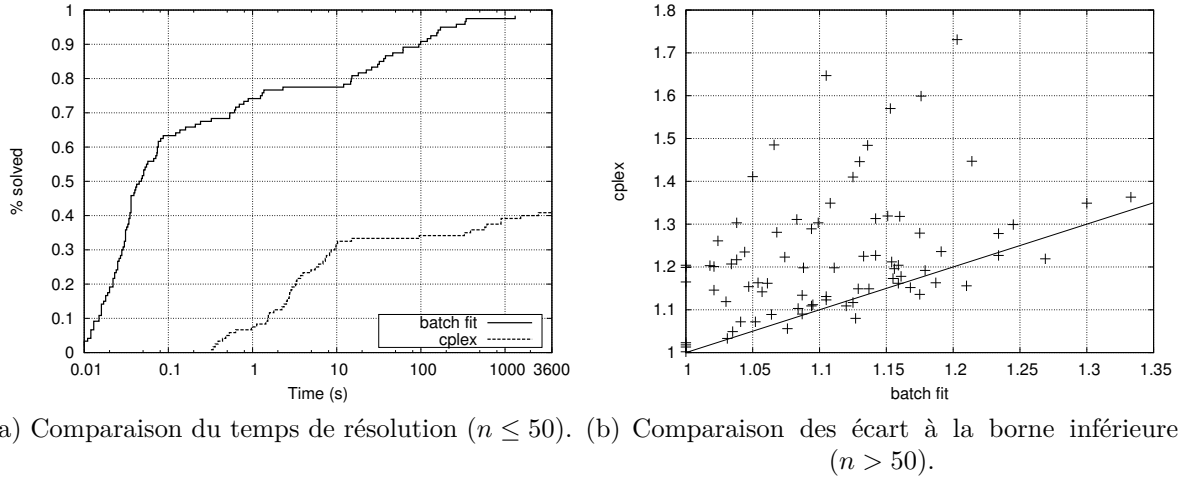 1
0.9
0.8
0.7
0.6
0.5
0.4
0.3
0.2
0.1
0
% solved
0.01 0.1 1 10 100 1000 3600
Time (s)
batch fit
cplex
1.8
1.7
1.6
1.5
1.4
1.3
1.2
1.1
1
cplex
1 1.05 1.1 1.15 1.2 1.25 1.3 1.35
batch fit
a) Comparaison du temps de résolution (n ≤ 50).
(b) Comparaison des écart à la borne inférieure
(n > 50).